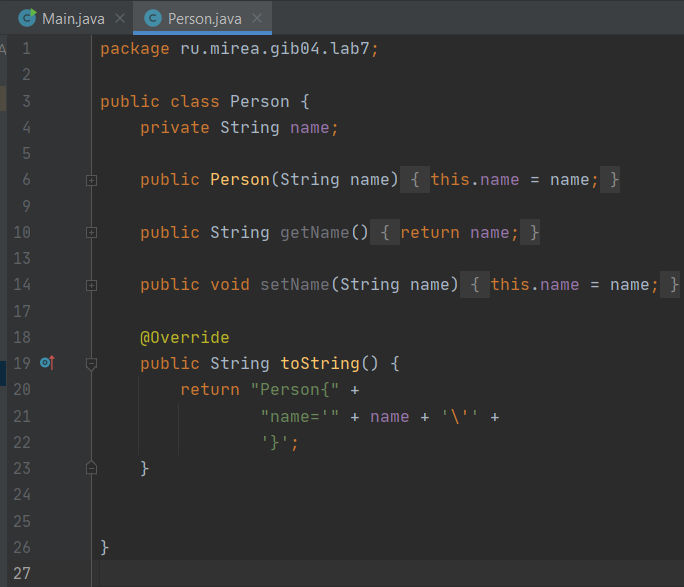 Main.java Person.java
1 package ru.mirea.gib04.lab7;
2
3 public class Person {
4 private String name;
5
6 public Person(String name) { this.name = name; }
9
10 public String getName() { return name; }
13
14 public void setName(String name) { this.name = name; }
17
18 @Override
19 public String toString() {
20 return "Person{" +
21 "name='" + name + '\'' +
22 '}';
23 }
24
25
26 }
27